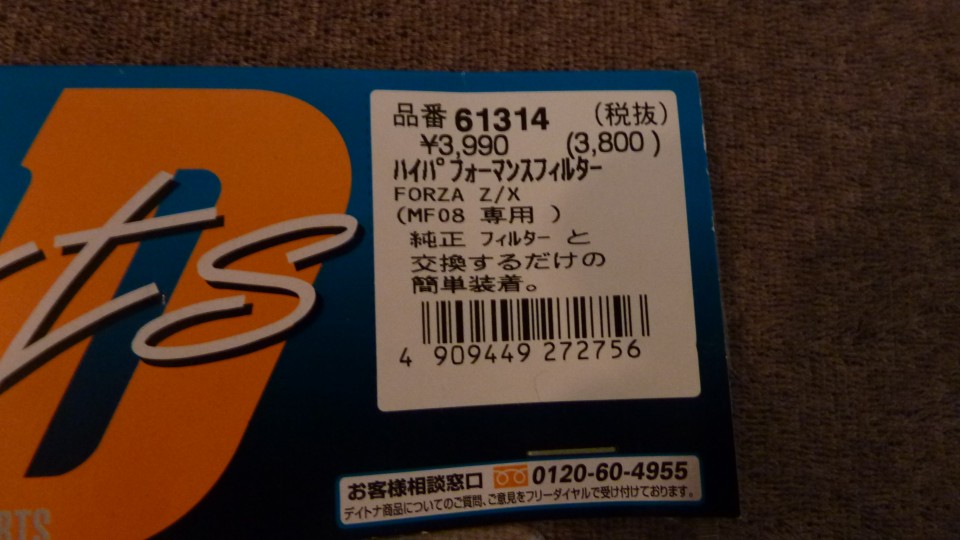 品番 61314 (税抜)
¥3,990 (3,800 )
ﾊｲﾊﾟﾌｫｰﾏﾝｽﾌｨﾙﾀｰ
FORZA Z/X
(MF08 専用 )
純正 ﾌｨﾙﾀｰ と
交換するだけの
簡単装着。
4 909449 272756
ts
お客様相談窓口 0120-60-4955
デイトナ商品についてのご質問、ご意見をフリーダイヤルで受け付けております。
RTS